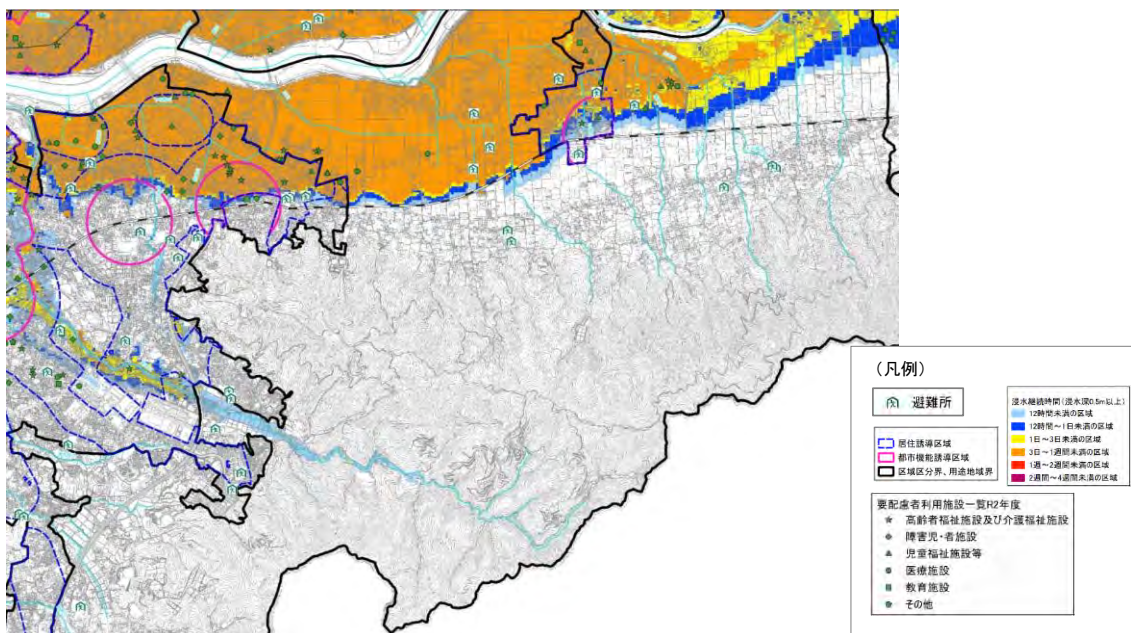 (凡例)
避難所
居住誘導区域
都市機能誘導区域
区域区分界、用途地域界
浸水継続時間(浸水深0.5m以上)
12時間未満の区域
12時間～1日未満の区域
1日～3日未満の区域
3日～1週間未満の区域
1週～2週間未満の区域
2週間～4週間未満の区域
要配慮者利用施設一覧R2年度
高齢者福祉施設及び介護福祉施設
障害児・者施設
児童福祉施設等
医療施設
教育施設
その他